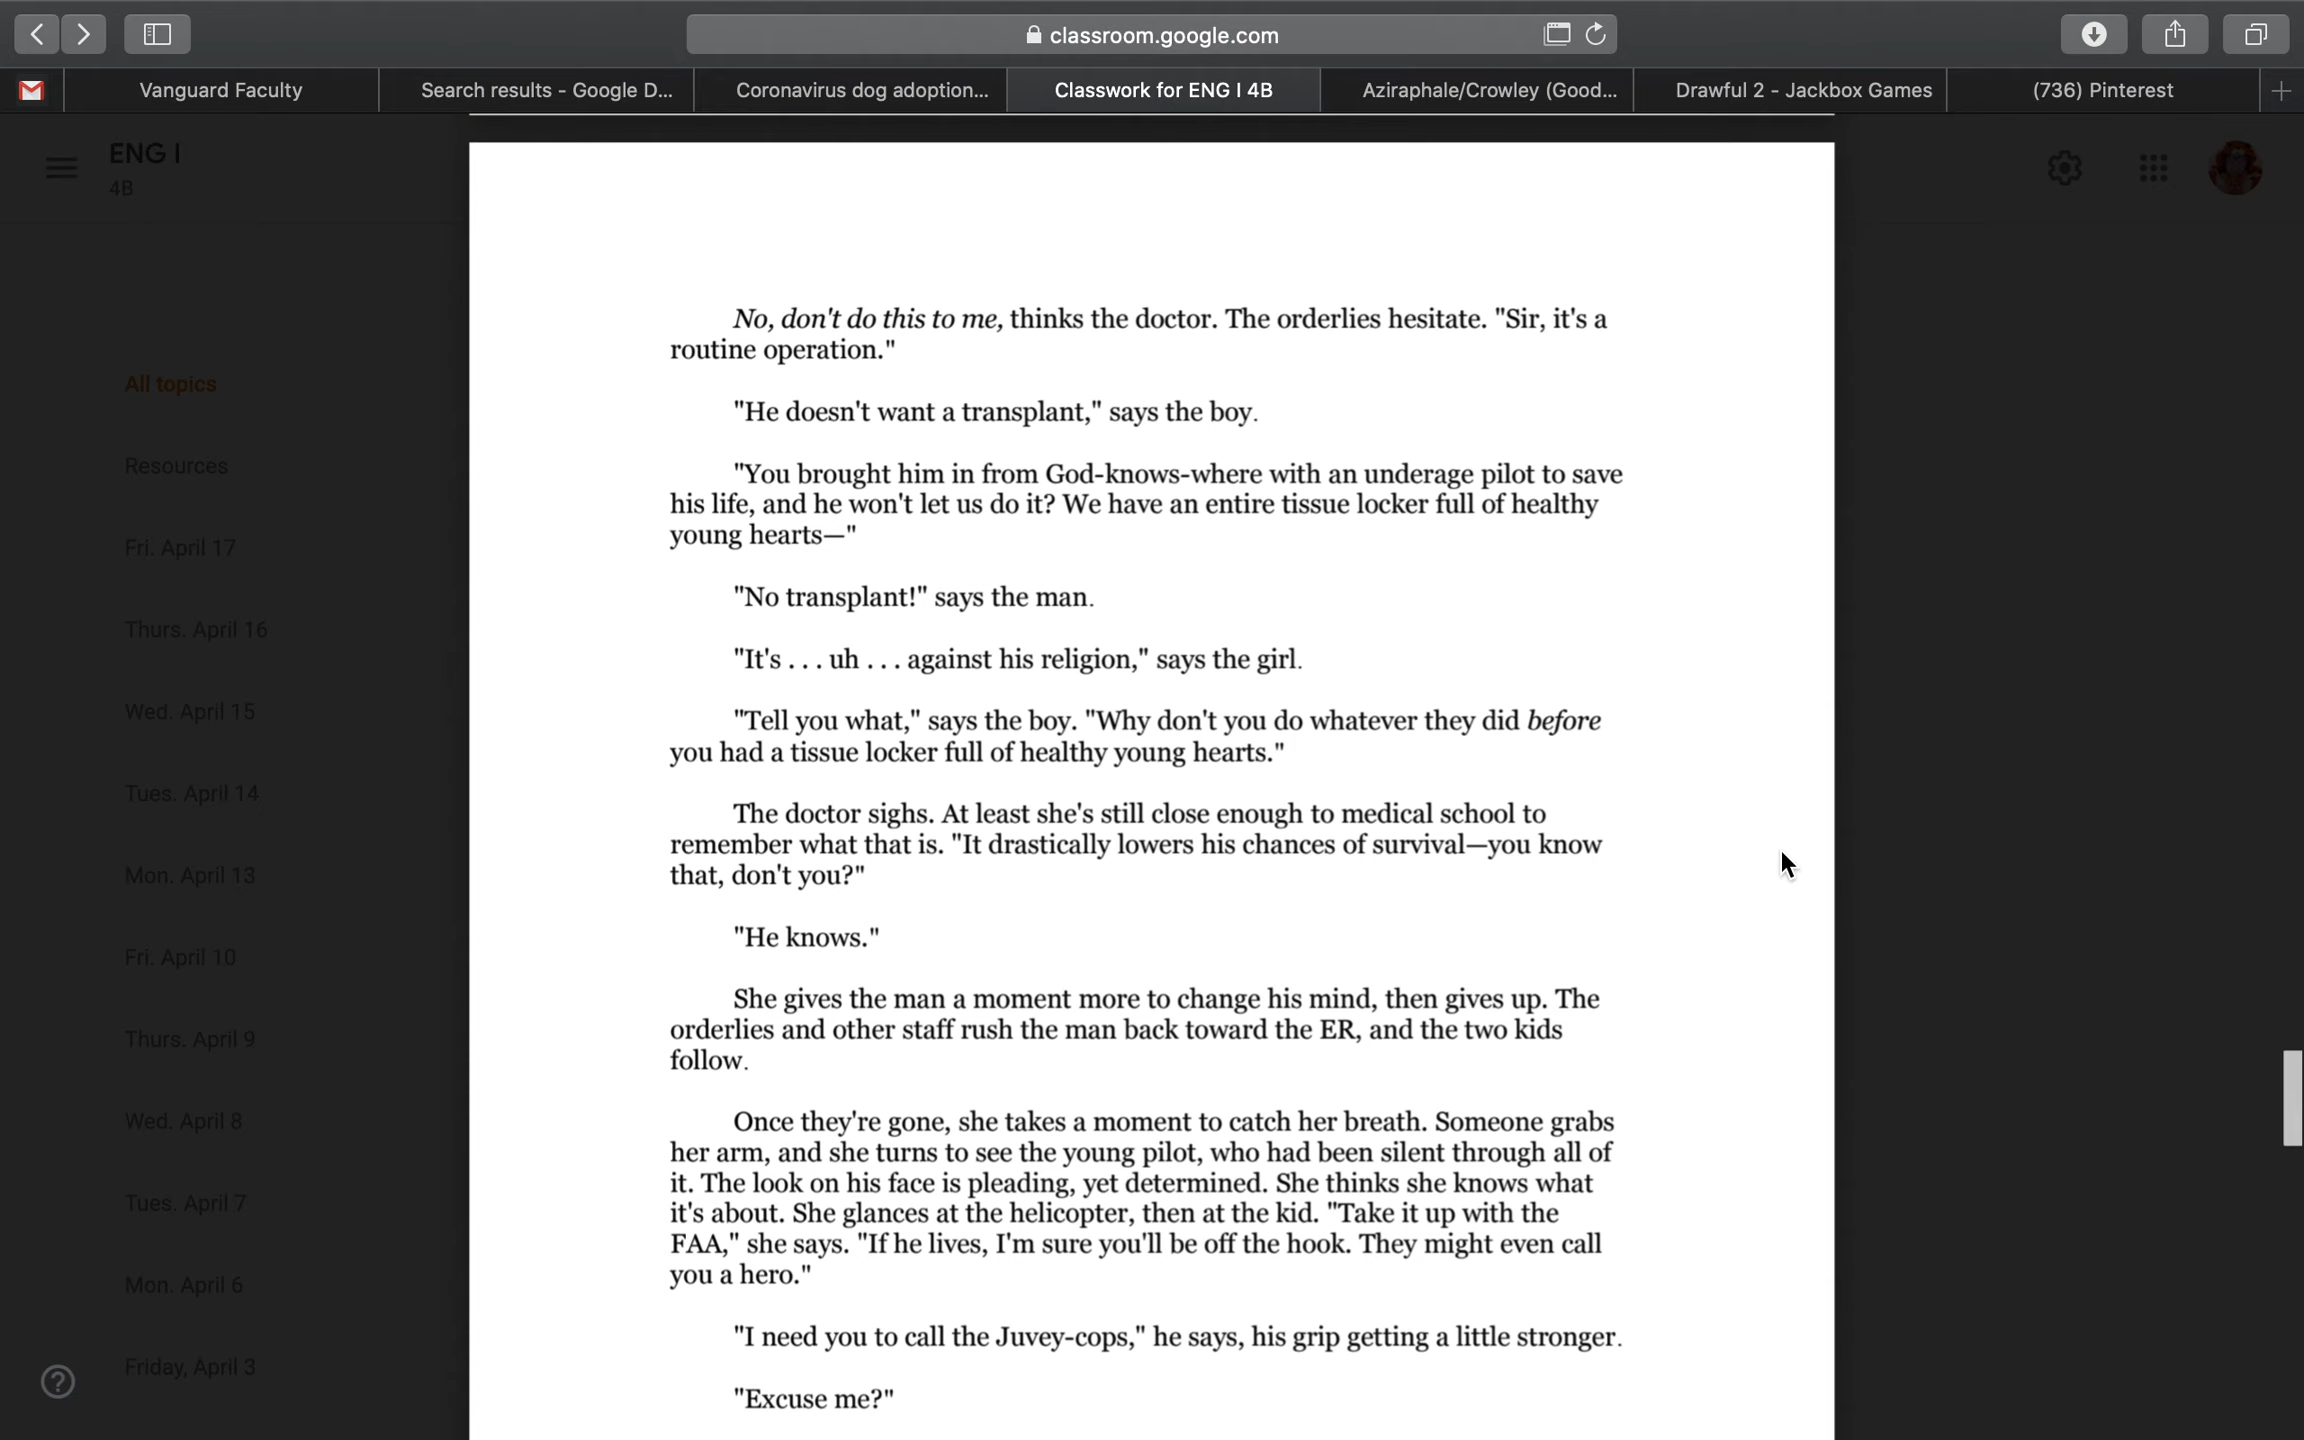 classroom.google.com
Vanguard Faculty
Search results - Google D...
Coronavirus dog adoption...
Classwork for ENG I 4B
Aziraphale/Crowley (Good...
Drawful 2 - Jackbox Games
(736) Pinterest
ENG I
4B
All topics
Resources
Fri. April 17
Thurs. April 16
Wed. April 15
Tues. April 14
Mon. April 13
Fri. April 10
Thurs. April 9
Wed. April 8
Tues. April 7
Mon. April 6
Friday, April 3
No, don't do this to me, thinks the doctor. The orderlies hesitate. "Sir, it's a
routine operation."
"He doesn't want a transplant," says the boy.
"You brought him in from God-knows-where with an underage pilot to save
his life, and he won't let us do it? We have an entire tissue locker full of healthy
young hearts—"
"No transplant!" says the man.
"It's . . . uh . . . against his religion," says the girl.
"Tell you what," says the boy. "Why don't you do whatever they did before
you had a tissue locker full of healthy young hearts."
The doctor sighs. At least she's still close enough to medical school to
remember what that is. "It drastically lowers his chances of survival—you know
that, don't you?"
"He knows."
She gives the man a moment more to change his mind, then gives up. The
orderlies and other staff rush the man back toward the ER, and the two kids
follow.
Once they're gone, she takes a moment to catch her breath. Someone grabs
her arm, and she turns to see the young pilot, who had been silent through all of
it. The look on his face is pleading, yet determined. She thinks she knows what
it's about. She glances at the helicopter, then at the kid. "Take it up with the
FAA," she says. "If he lives, I'm sure you'll be off the hook. They might even call
you a hero."
"I need you to call the Juvey-cops," he says, his grip getting a little stronger.
"Excuse me?"